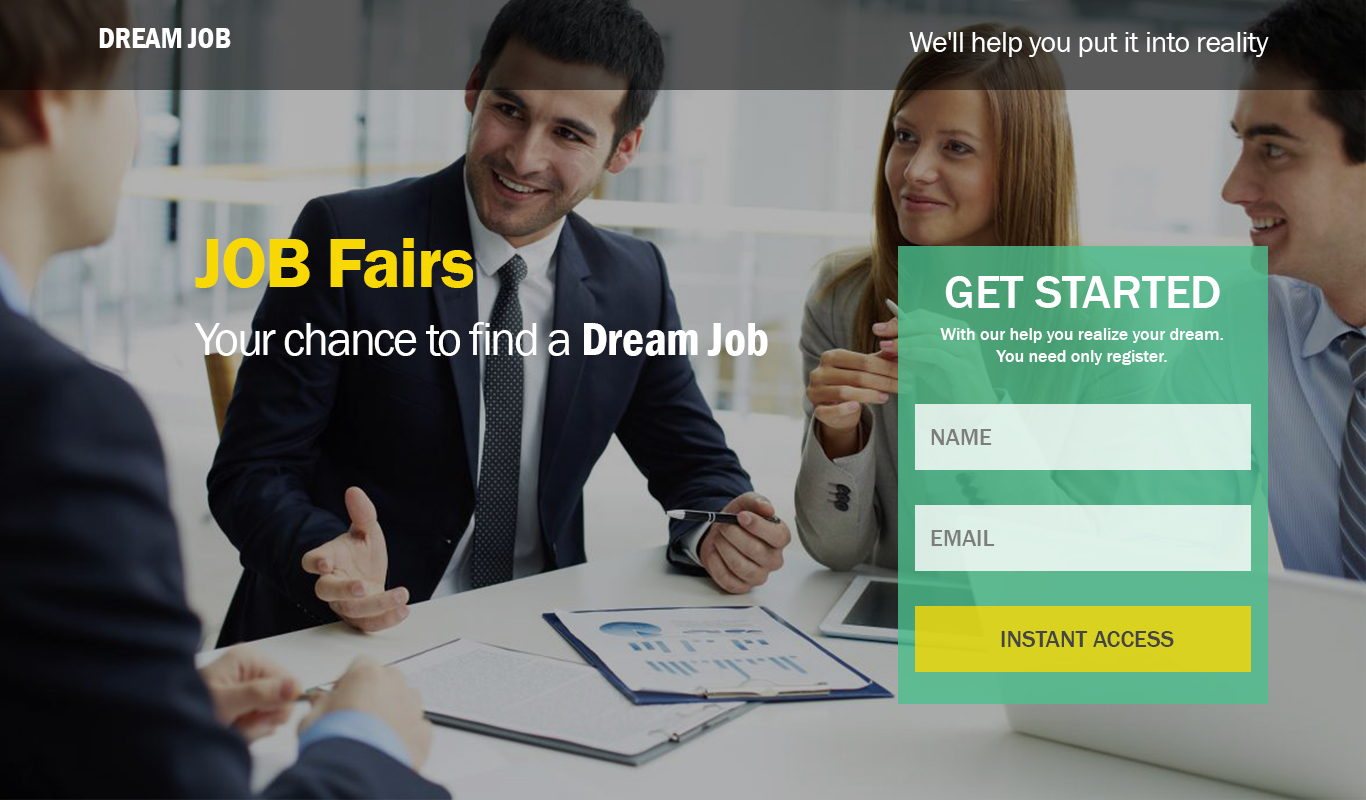 DREAM JOB
We'll help you put it into reality
JOB Fairs
Your chance to find a Dream Job
GET STARTED
With our help you realize your dream.
You need only register.
NAME
EMAIL
INSTANT ACCESS